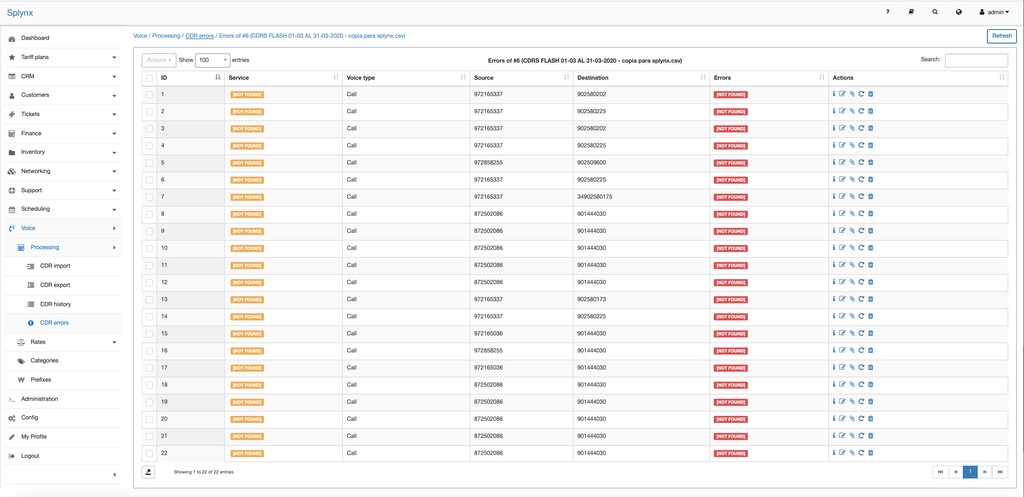 Splynx
? admin
Dashboard
Tariff plans
CRM
Customers
Tickets
Finance
Inventory
Networking
Support
Scheduling
Voice
Processing
CDR import
CDR export
CDR history
CDR errors
Rates
Categories
Prefixes
Administration
Config
My Profile
Logout
Voice / Processing / CDR errors / Errors of #6 (CDRS FLASH 01-03 AL 31-03-2020 - copia para splynx.csv)
Refresh
Actions Show 100 entries
Errors of #6 (CDRS FLASH 01-03 AL 31-03-2020 - copia para splynx.csv)
Search:
ID Service Voice type Source Destination Errors Actions
1 [NOT FOUND] Call 972165337 902580202 [NOT FOUND]
2 [NOT FOUND] Call 972165337 902580225 [NOT FOUND]
3 [NOT FOUND] Call 972165337 902580202 [NOT FOUND]
4 [NOT FOUND] Call 972165337 902580225 [NOT FOUND]
5 [NOT FOUND] Call 972858255 902509600 [NOT FOUND]
6 [NOT FOUND] Call 972165337 902580225 [NOT FOUND]
7 [NOT FOUND] Call 972165337 34902580175 [NOT FOUND]
8 [NOT FOUND] Call 872502086 901444030 [NOT FOUND]
9 [NOT FOUND] Call 872502086 901444030 [NOT FOUND]
10 [NOT FOUND] Call 872502086 901444030 [NOT FOUND]
11 [NOT FOUND] Call 872502086 901444030 [NOT FOUND]
12 [NOT FOUND] Call 872502086 901444030 [NOT FOUND]
13 [NOT FOUND] Call 972165337 902580173 [NOT FOUND]
14 [NOT FOUND] Call 972165337 902580225 [NOT FOUND]
15 [NOT FOUND] Call 972165036 901444030 [NOT FOUND]
16 [NOT FOUND] Call 972858255 901444030 [NOT FOUND]
17 [NOT FOUND] Call 972165036 901444030 [NOT FOUND]
18 [NOT FOUND] Call 872502086 901444030 [NOT FOUND]
19 [NOT FOUND] Call 872502086 901444030 [NOT FOUND]
20 [NOT FOUND] Call 872502086 901444030 [NOT FOUND]
21 [NOT FOUND] Call 872502086 901444030 [NOT FOUND]
22 [NOT FOUND] Call 872502086 901444030 [NOT FOUND]
Showing 1 to 22 of 22 entries
1